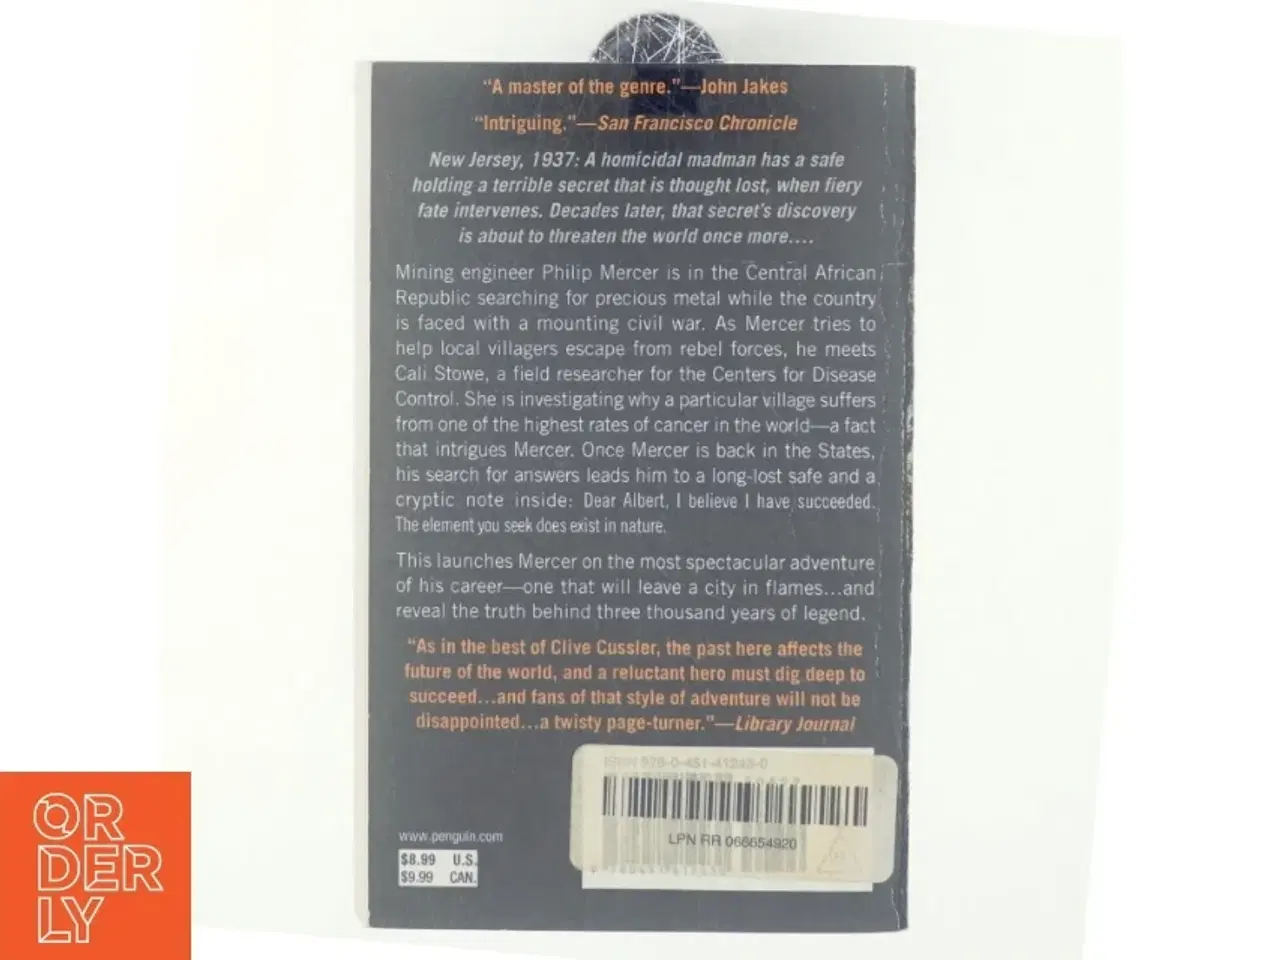 "A master of the genre."—John Jakes
"Intriguing."—San Francisco Chronicle
New Jersey, 1937: A homicidal madman has a safe
holding a terrible secret that is thought lost, when fiery
fate intervenes. Decades later, that secret's discovery
is about to threaten the world once more....
Mining engineer Philip Mercer is in the Central African
Republic searching for precious metal while the country
is faced with a mounting civil war. As Mercer tries to
help local villagers escape from rebel forces, he meets
Cali Stowe, a field researcher for the Centers for Disease
Control. She is investigating why a particular village suffers
from one of the highest rates of cancer in the world—a fact
that intrigues Mercer. Once Mercer is back in the States,
his search for answers leads him to a long-lost safe and a
cryptic note inside: Dear Albert, I believe I have succeeded.
The element you seek does exist in nature.
This launches Mercer on the most spectacular adventure
of his career—one that will leave a city in flames...and
reveal the truth behind three thousand years of legend.
"As in the best of Clive Cussler, the past here affects the
future of the world, and a reluctant hero must dig deep to
succeed...and fans of that style of adventure will not be
disappointed...a twisty page-turner."—Library Journal
LPN RR 066654920
www.penguin.com
$8.99 U.S.
$9.99 CAN.
OR
DER
LY